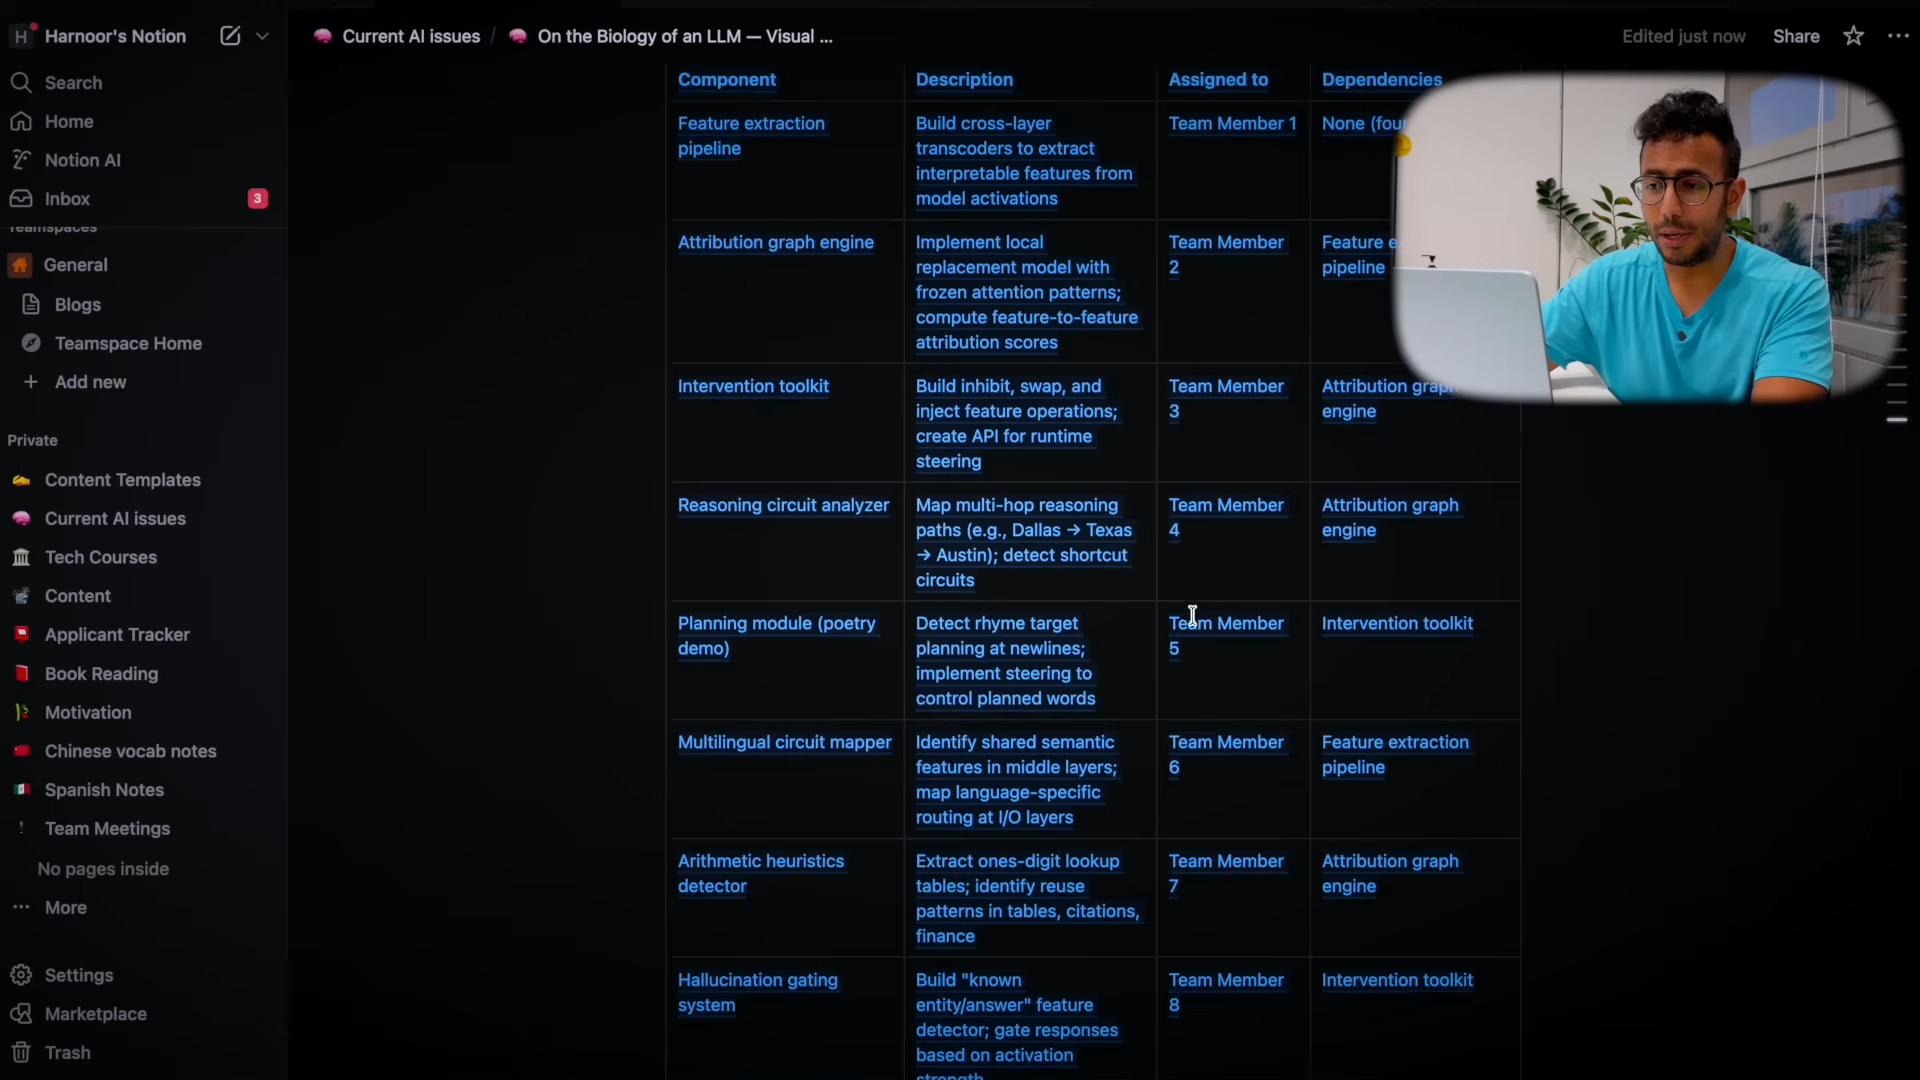 H Harnoor's Notion
Current AI issues / On the Biology of an LLM — Visual ...
Edited just now Share
Search
Home
Notion AI
Inbox 3
Teamspaces
General
Blogs
Teamspace Home
Add new
Private
Content Templates
Current AI issues
Tech Courses
Content
Applicant Tracker
Book Reading
Motivation
Chinese vocab notes
Spanish Notes
Team Meetings
No pages inside
More
Settings
Marketplace
Trash
Component Description Assigned to Dependencies
Feature extraction
pipeline
Build cross-layer
transcoders to extract
interpretable features from
model activations
Team Member 1
None (four
Attribution graph engine
Implement local
replacement model with
frozen attention patterns;
compute feature-to-feature
attribution scores
Team Member
2
Feature e
pipeline
Intervention toolkit
Build inhibit, swap, and
inject feature operations;
create API for runtime
steering
Team Member
3
Attribution graph
engine
Reasoning circuit analyzer
Map multi-hop reasoning
paths (e.g., Dallas → Texas
→ Austin); detect shortcut
circuits
Team Member
4
Attribution graph
engine
Planning module (poetry
demo)
Detect rhyme target
planning at newlines;
implement steering to
control planned words
Team Member
5
Intervention toolkit
Multilingual circuit mapper
Identify shared semantic
features in middle layers;
map language-specific
routing at I/O layers
Team Member
6
Feature extraction
pipeline
Arithmetic heuristics
detector
Extract ones-digit lookup
tables; identify reuse
patterns in tables, citations,
finance
Team Member
7
Attribution graph
engine
Hallucination gating
system
Build "known
entity/answer" feature
detector; gate responses
based on activation
strength
Team Member
8
Intervention toolkit